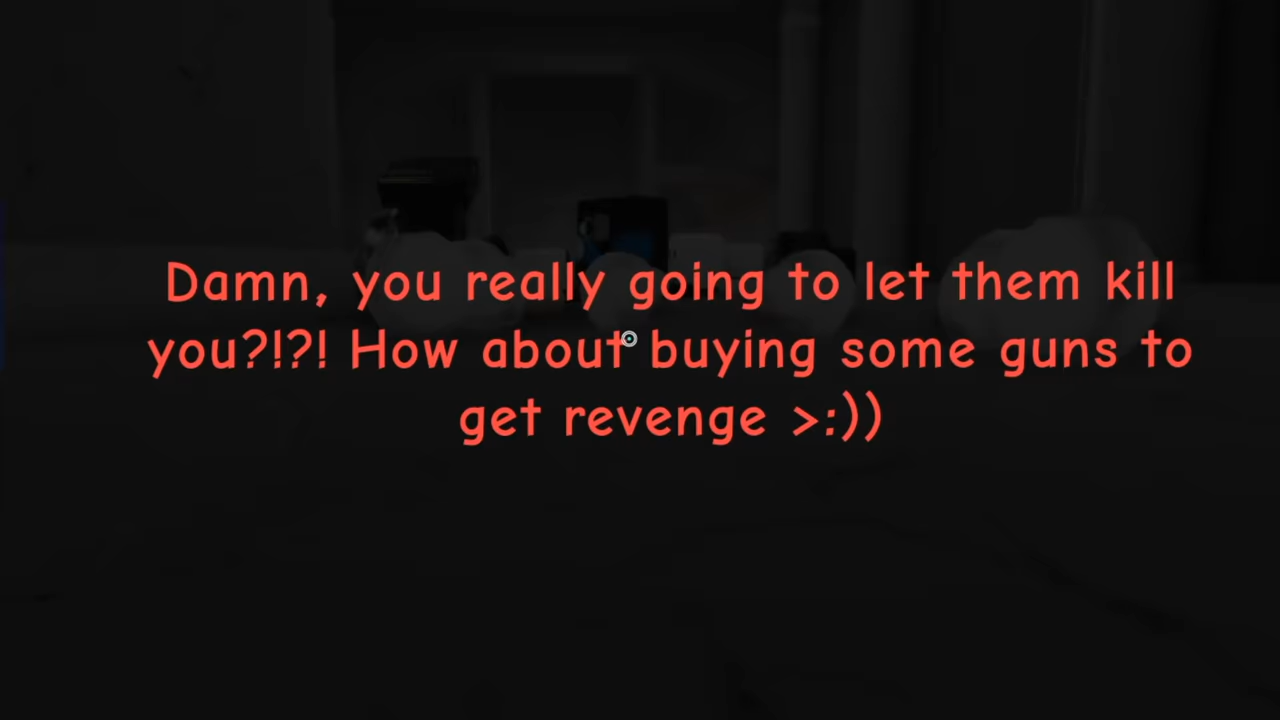 Damn, you really going to let them kill
you?!?! How about buying some guns to
get revenge >:))